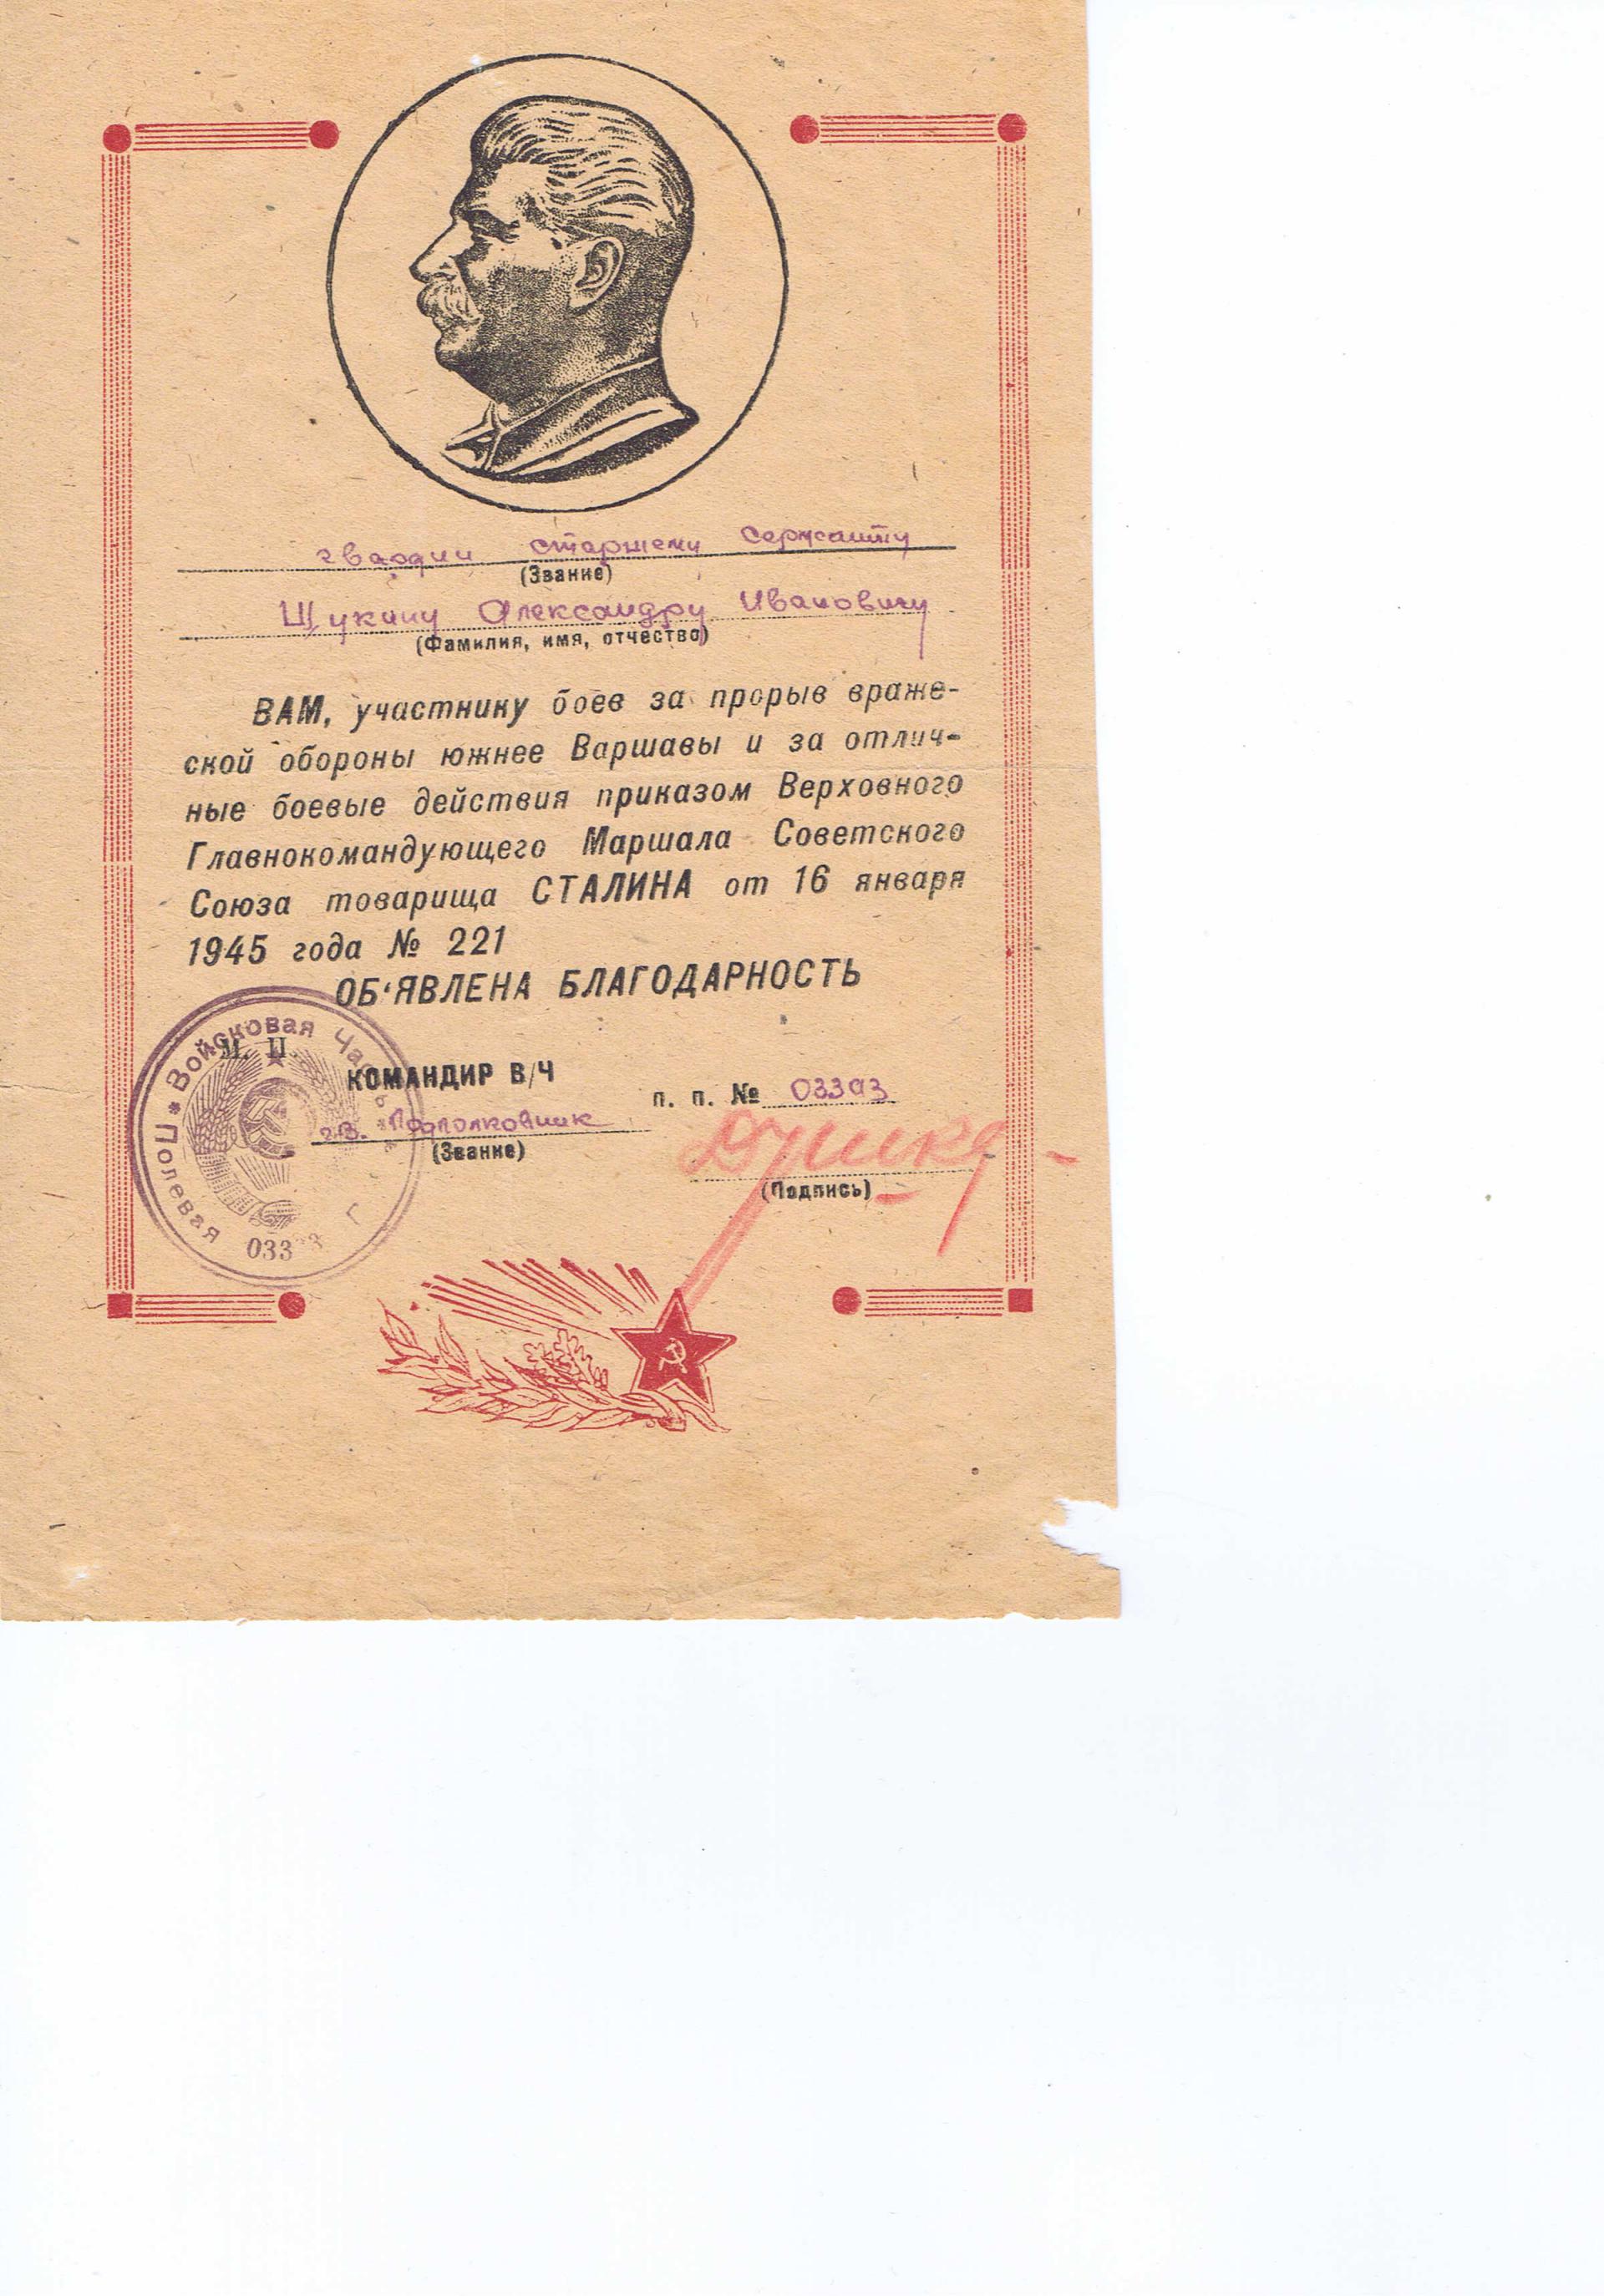 гвардии старшему сержанту
(Звание)
Щукину Александру Ивановичу
(Фамилия, имя, отчество)
ВАМ, участнику боев за прорыв враже-
ской обороны южнее Варшавы и за отлич-
ные боевые действия приказом Верховного
Главнокомандующего Маршала Советского
Союза товарища СТАЛИНА от 16 января
1945 года № 221
ОБ‘ЯВЛЕНА БЛАГОДАРНОСТЬ
М. П.
КОМАНДИР В/Ч
п. п. № 03393
гв. Подполковник
(Звание)
(Подпись)
Полевая * Войсковая Часть